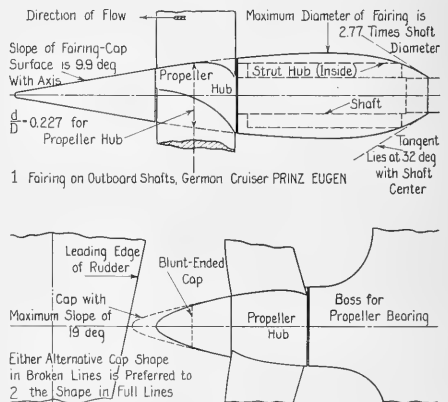 Direction of Flow
Maximum Diameter of Fairing is
2.77 Times Shaft
Diameter
Slope of Fairing-Cap
Surface is 9.9 deg
With Axis
Propeller
Hub
Strut Hub (Inside)
Shaft
d/D = 0.227 for
Propeller Hub
Tangent
Lies at 32 deg
with Shaft
Center
1 Fairing on Outboard Shafts, German Cruiser PRINZ EUGEN
Leading Edge
of Rudder
Blunt-Ended
Cap
Cap with
Maximum Slope of
19 deg
Propeller
Hub
Boss for
Propeller Bearing
Either Alternative Cap Shape
in Broken Lines is Preferred to
2 the Shape in Full Lines